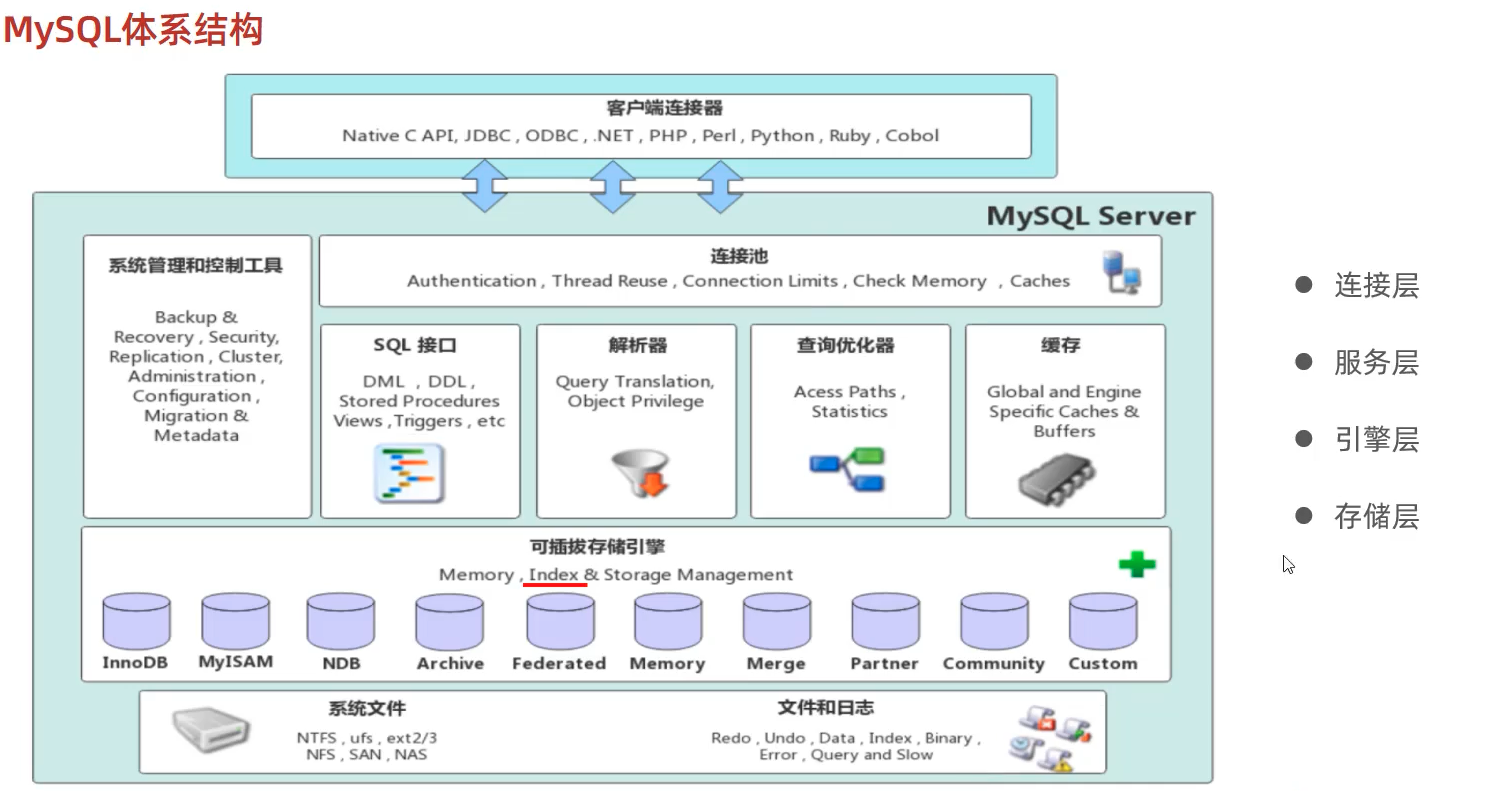 MySQL体系结构
客户端连接器
Native C API, JDBC , ODBC , .NET , PHP , Perl , Python , Ruby , Cobol
MySQL Server
系统管理和控制工具
Backup &
Recovery , Security,
Replication , Cluster,
Administration ,
Configuration ,
Migration &
Metadata
连接池
Authentication , Thread Reuse , Connection Limits , Check Memory , Caches
SQL 接口
DML , DDL ,
Stored Procedures
Views ,Triggers , etc
解析器
Query Translation,
Object Privilege
查询优化器
Acess Paths ,
Statistics
缓存
Global and Engine
Specific Caches &
Buffers
可插拔存储引擎
Memory , Index & Storage Management
InnoDB
MyISAM
NDB
Archive
Federated
Memory
Merge
Partner
Community
Custom
系统文件
NTFS , ufs , ext2/3
NFS , SAN , NAS
文件和日志
Redo , Undo , Data , Index , Binary ,
Error , Query and Slow
连接层
服务层
引擎层
存储层